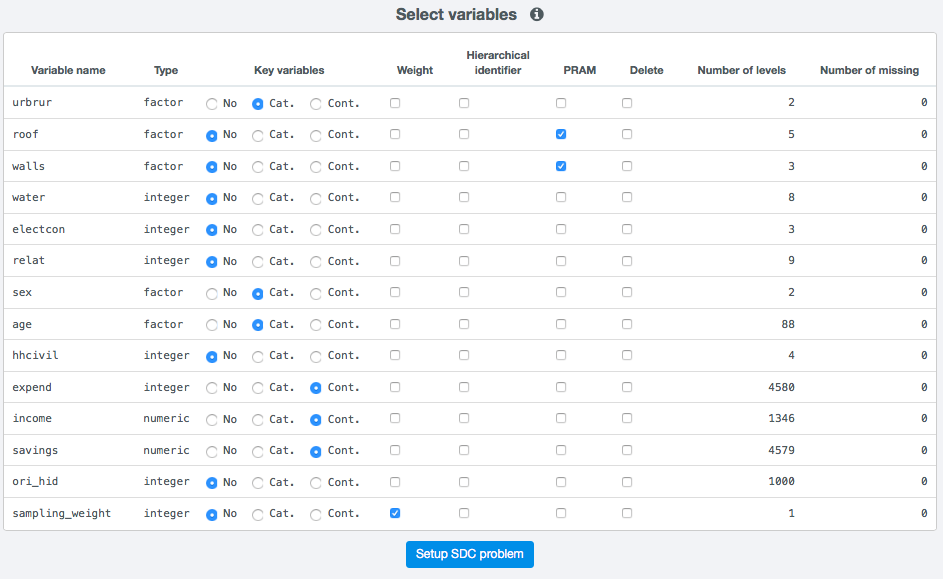 Select variables
Variable name Type Key variables Weight Hierarchical identifier PRAM Delete Number of levels Number of missing
urbrur factor No Cat. Cont. 2 0
roof factor No Cat. Cont. 5 0
walls factor No Cat. Cont. 3 0
water integer No Cat. Cont. 8 0
electcon integer No Cat. Cont. 3 0
relat integer No Cat. Cont. 9 0
sex factor No Cat. Cont. 2 0
age factor No Cat. Cont. 88 0
hhcivil integer No Cat. Cont. 4 0
expend integer No Cat. Cont. 4580 0
income numeric No Cat. Cont. 1346 0
savings numeric No Cat. Cont. 4579 0
ori_hid integer No Cat. Cont. 1000 0
sampling_weight integer No Cat. Cont. 1 0
Setup SDC problem